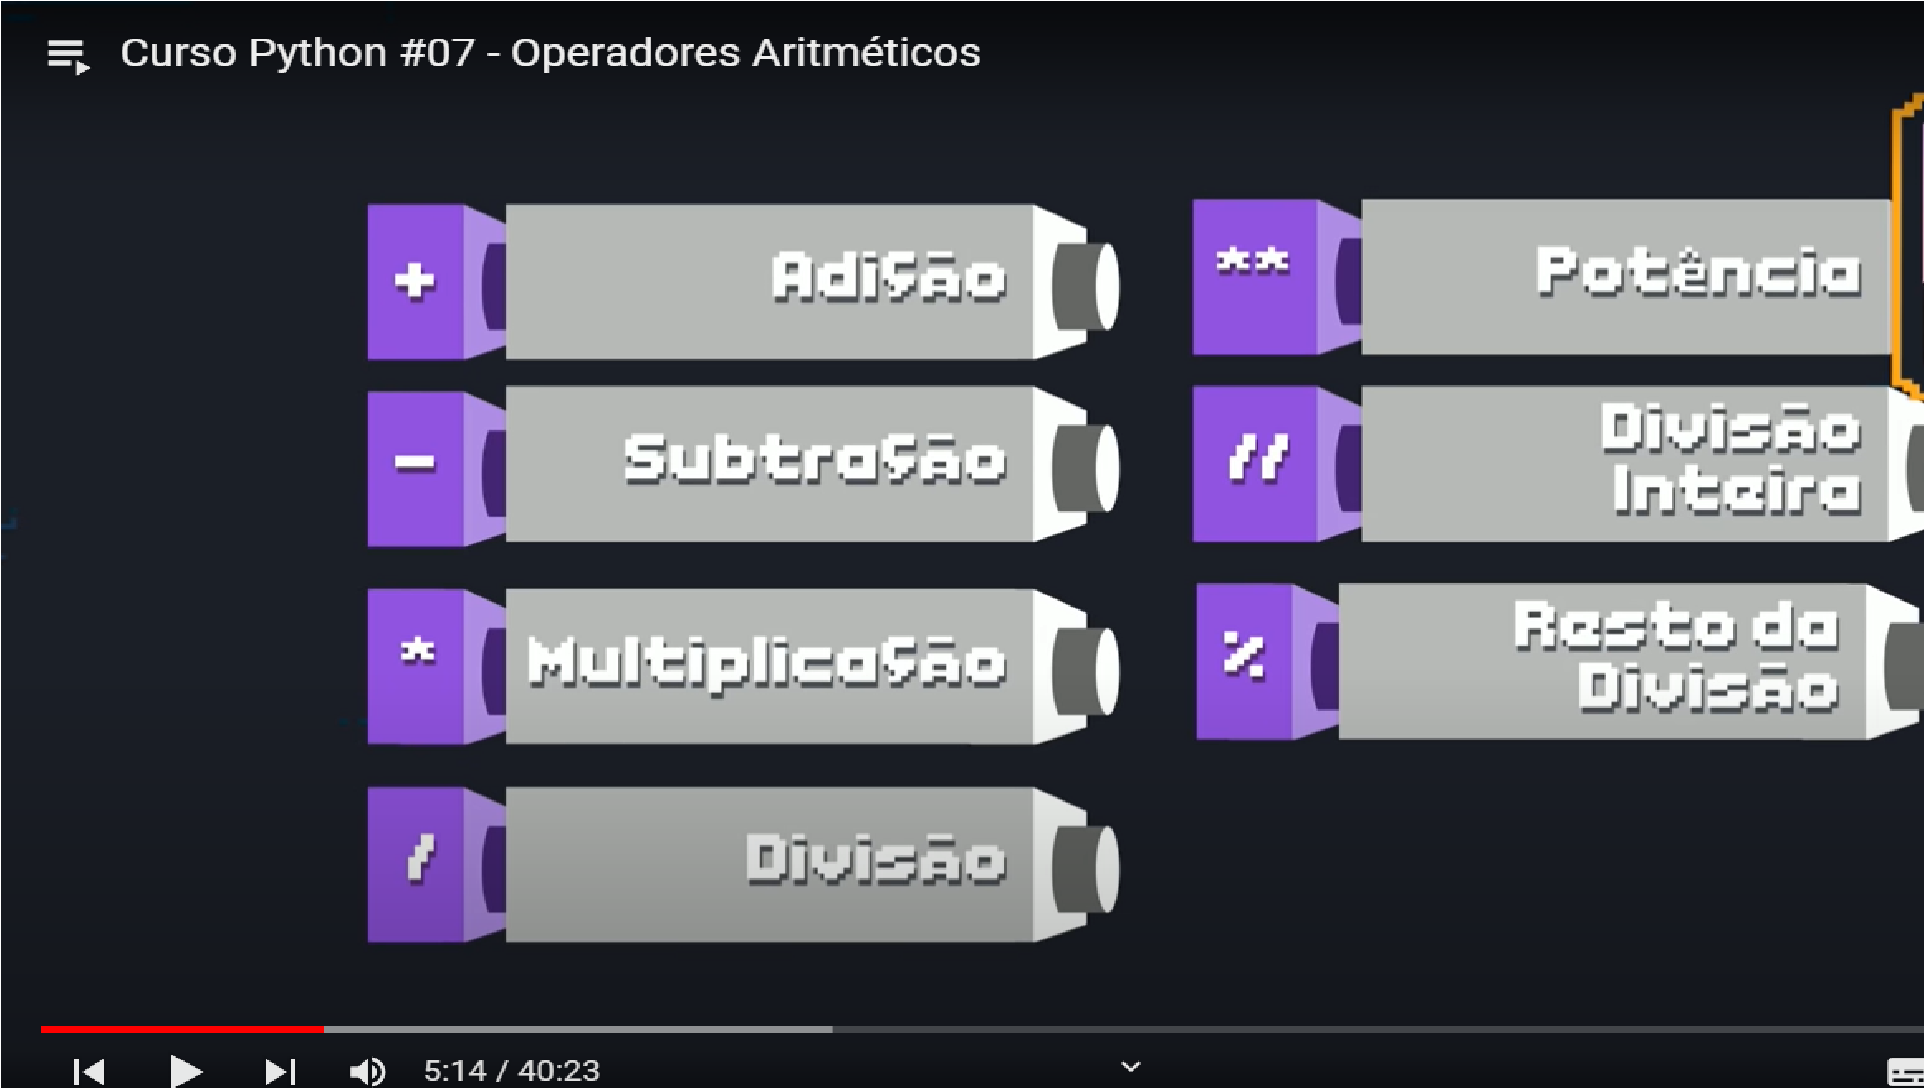 Curso Python #07 - Operadores Aritméticos
+ Adição
- Subtração
* Multiplicação
/ Divisão
** Potência
// Divisão
Inteira
% Resto da
Divisão
5:14 / 40:23